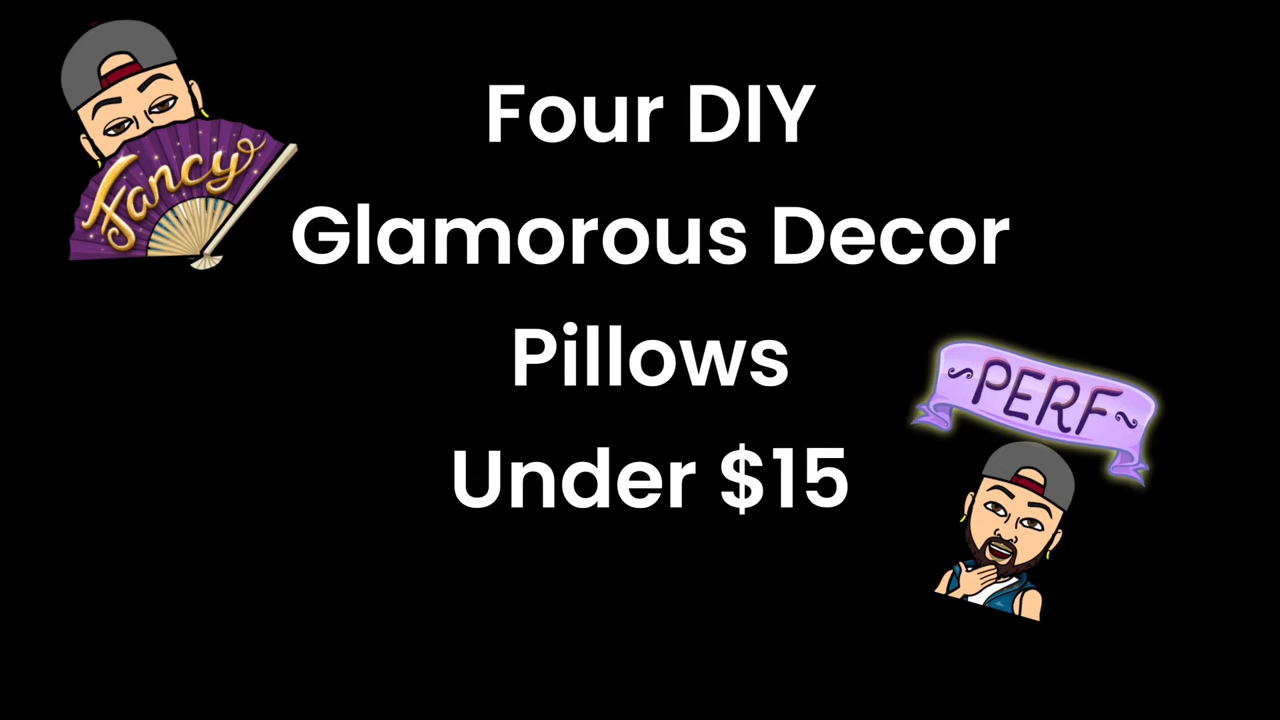 Four DIY
Fancy
Glamorous Decor
Pillows
~PERF~
Under $15